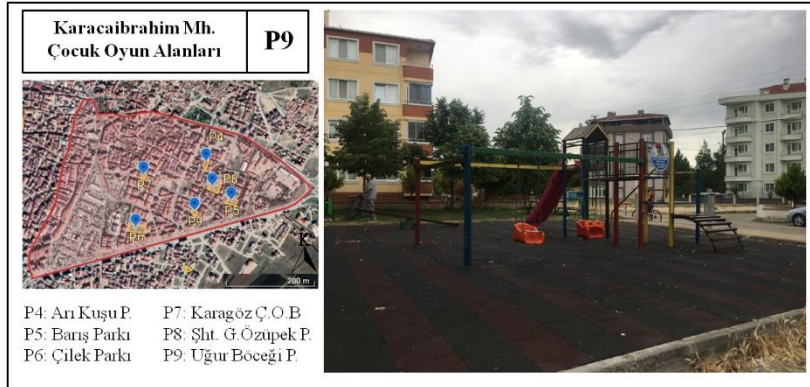 Karacaibrahim Mh.
Çocuk Oyun Alanları
P9
P4
P8
P7
P5
P9
P6
K
200 m
P4: Arı Kuşu P.
P5: Barış Parkı
P6: Çilek Parkı
P7: Karagöz Ç.O.B
P8: Şht. G.Özüpek P.
P9: Uğur Böceği P.